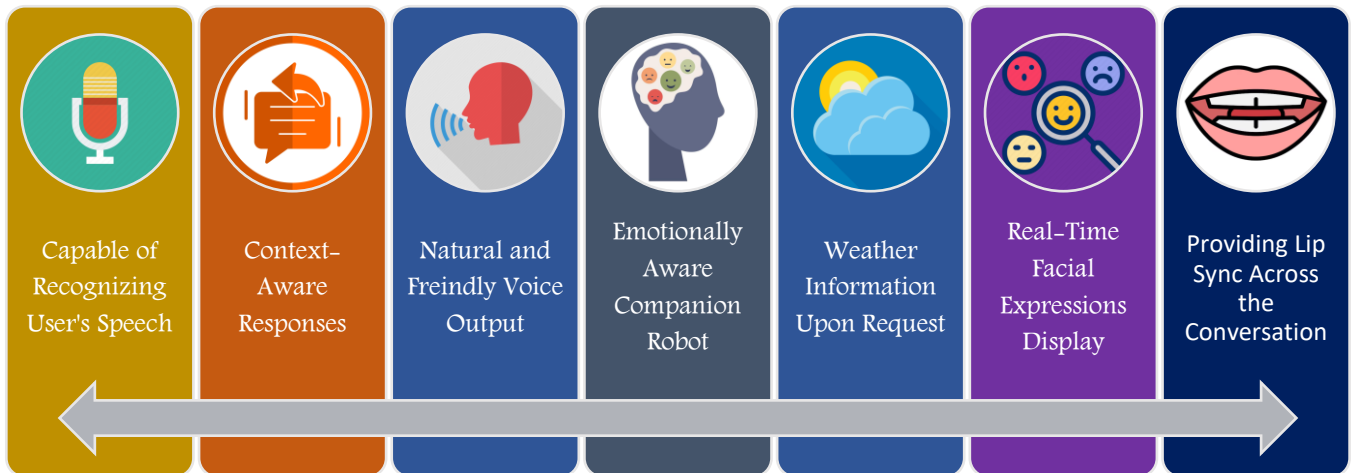 Capable of
Recognizing
User's Speech
Context-
Aware
Responses
Natural and
Freindly Voice
Output
Emotionally
Aware
Companion
Robot
Weather
Information
Upon Request
Real-Time
Facial
Expressions
Display
Providing Lip
Sync Across
the
Conversation